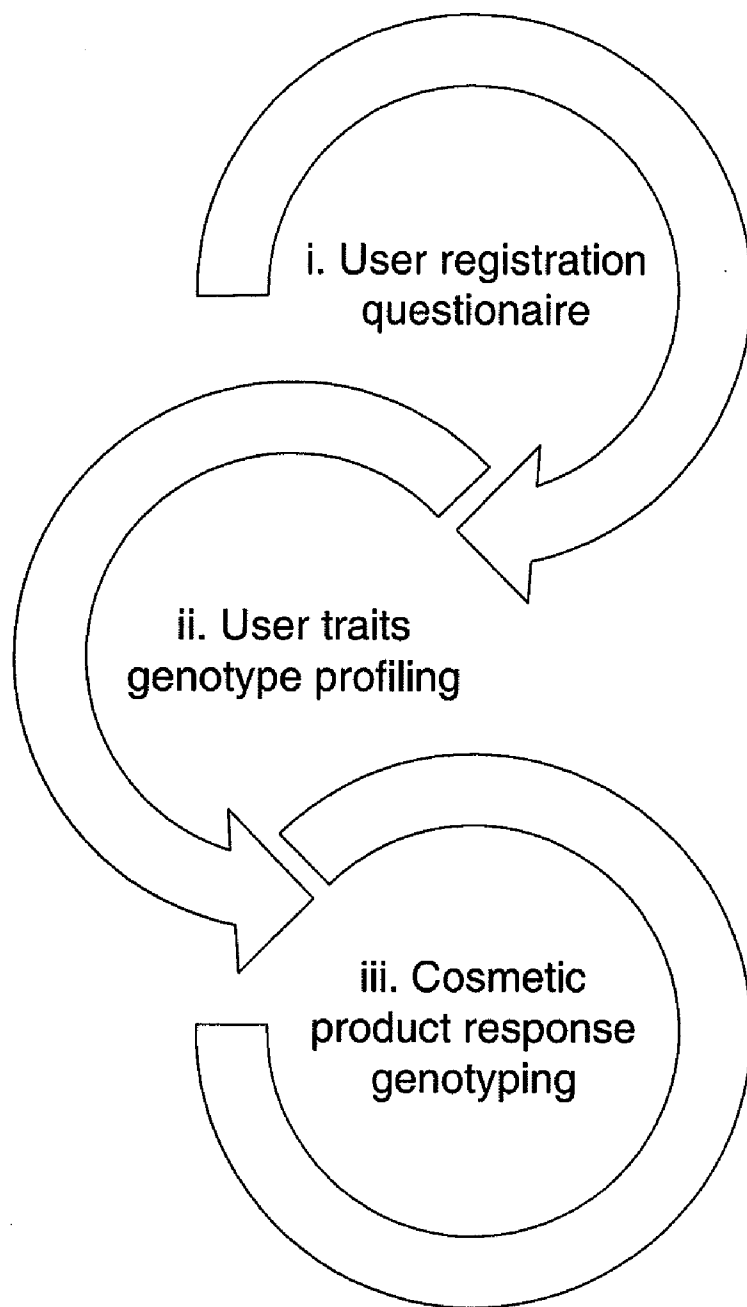 i. User registration
questionaire
ii. User traits
genotype profiling
iii. Cosmetic
product response
genotyping